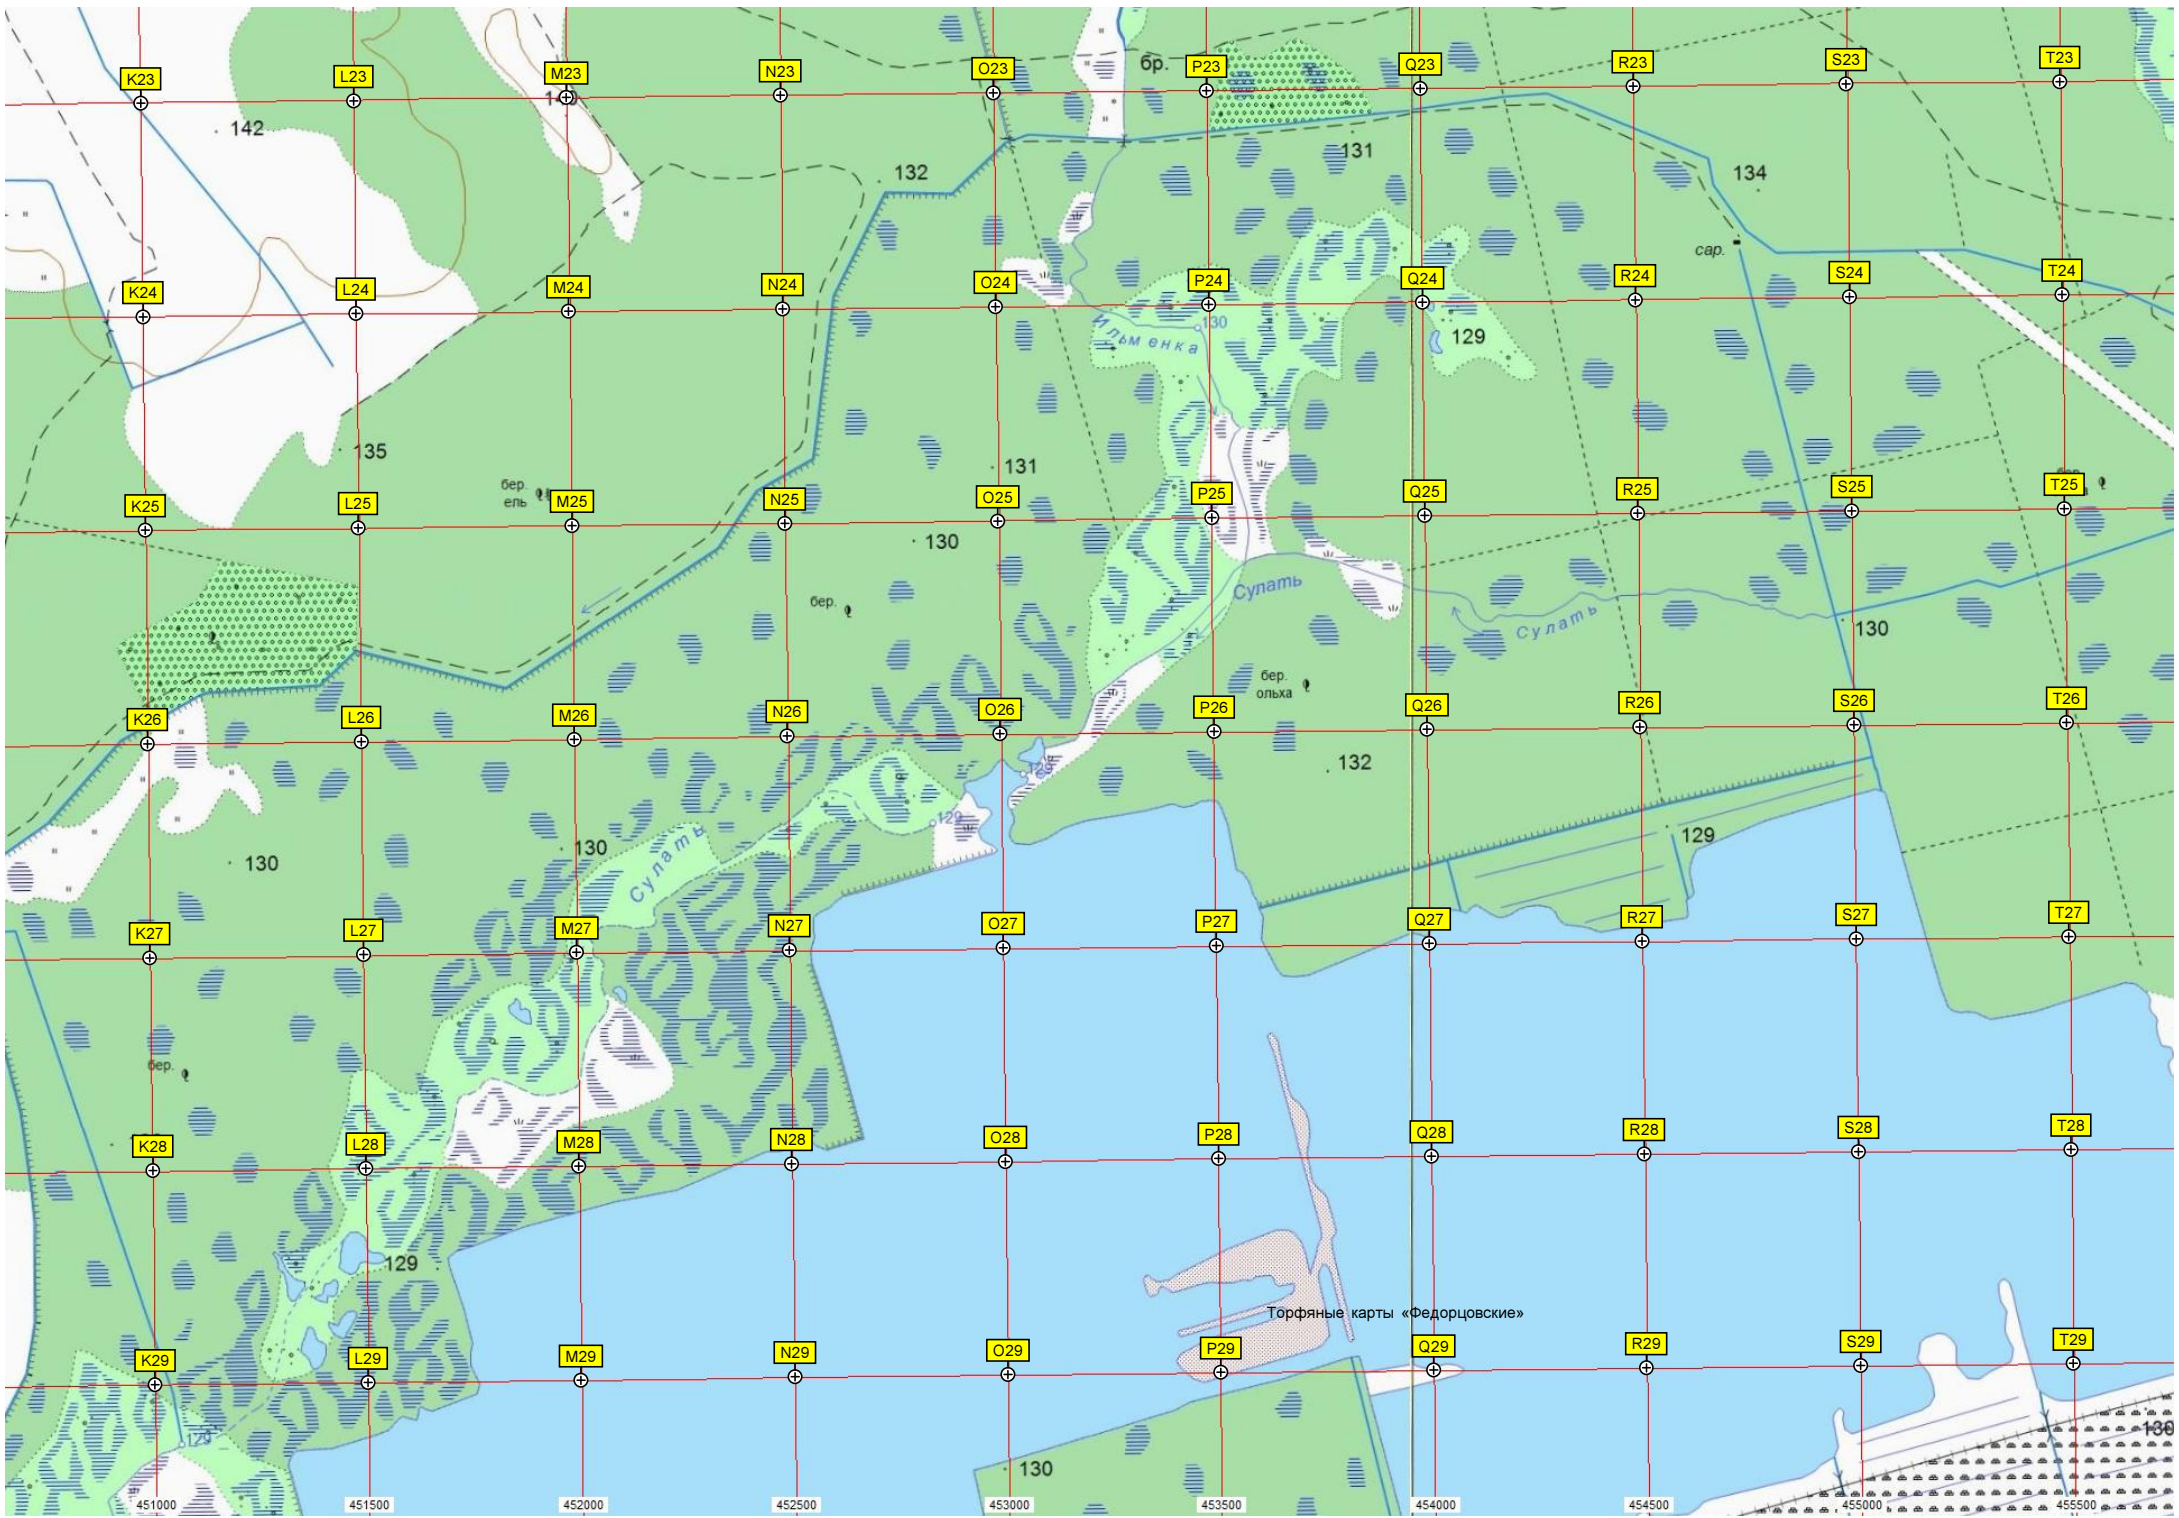 K23 L23 M23 N23 O23 P23 Q23 R23 S23 T23
бр.
142
132
131
134
сар.
K24 L24 M24 N24 O24 P24 Q24 R24 S24 T24
130
Ильменка
129
135
131
бер.
ель
K25 L25 M25 N25 O25 P25 Q25 R25 S25 T25
130
Сулать
бер.
Сулать
130
бер.
ольха
K26 L26 M26 N26 O26 P26 Q26 R26 S26 T26
129
132
129
129
130
130
Сулать
K27 L27 M27 N27 O27 P27 Q27 R27 S27 T27
бер.
K28 L28 M28 N28 O28 P28 Q28 R28 S28 T28
129
Торфяные карты «Федорцовские»
K29 L29 M29 N29 O29 P29 Q29 R29 S29 T29
129
130
130
451000 451500 452000 452500 453000 453500 454000 454500 455000 455500